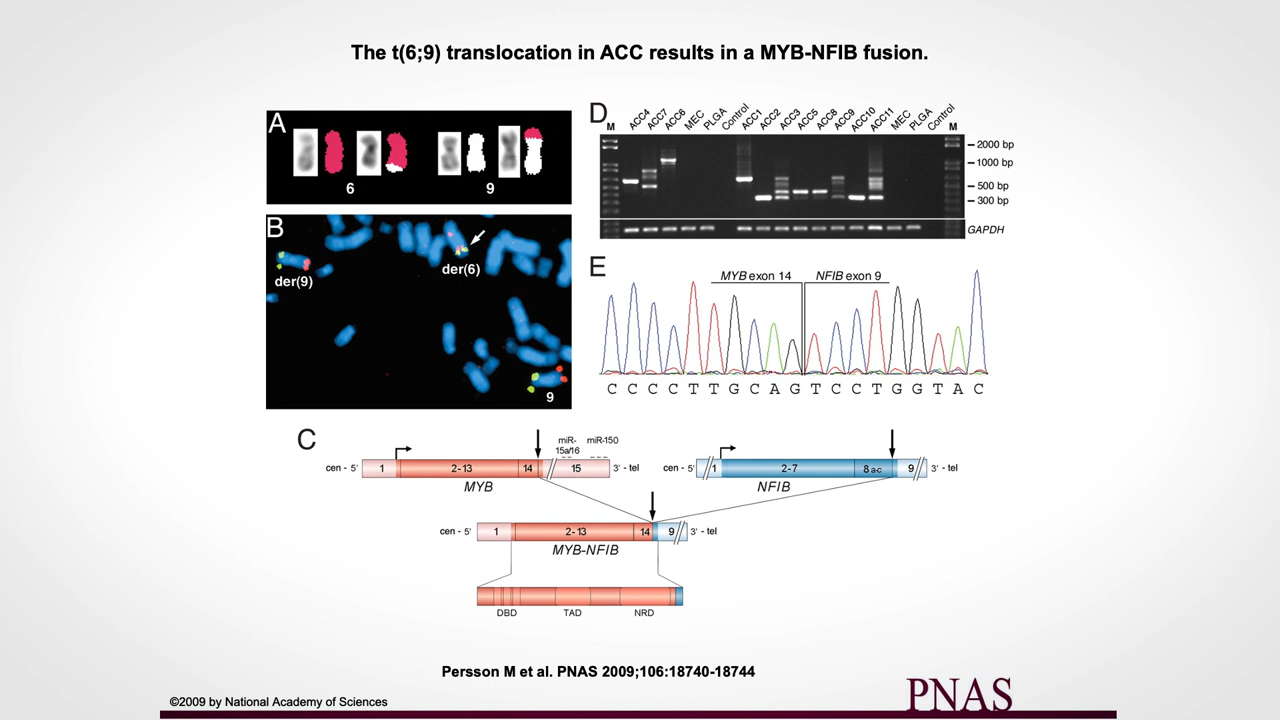 The t(6;9) translocation in ACC results in a MYB-NFIB fusion.
A
6
9
B
der(9)
der(6)
9
D
M
ACC4
ACC7
ACC6
MEC
PLGA
Control
ACC1
ACC2
ACC3
ACC5
ACC8
ACC9
ACC10
ACC11
MEC
PLGA
Control
M
2000 bp
1000 bp
500 bp
300 bp
GAPDH
E
MYB exon 14
NFIB exon 9
C C C C T T G C A G T C C T G G T A C
C
miR-
15a/16
miR-150
cen - 5' 1 2-13 14 15 3' - tel
MYB
cen - 5' 1 2-7 8 a-c 9 3' - tel
NFIB
cen - 5' 1 2-13 14 9 3' - tel
MYB-NFIB
DBD TAD NRD
Persson M et al. PNAS 2009;106:18740-18744
©2009 by National Academy of Sciences
PNAS